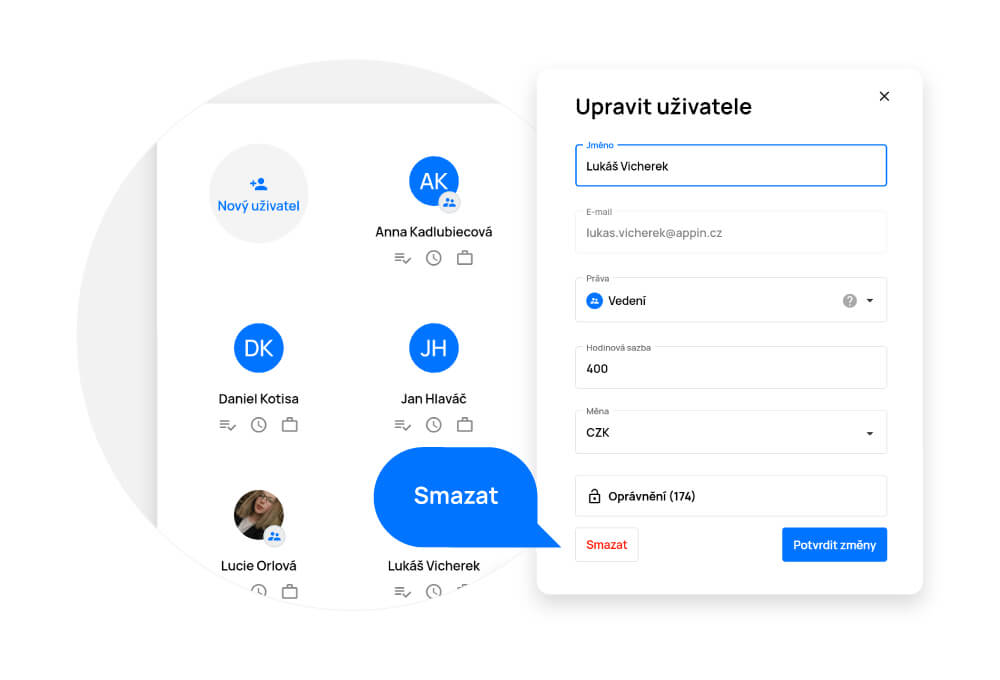 Nový uživatel
AK
Anna Kadlubiecová
DK
Daniel Kotisa
JH
Jan Hlaváč
Lucie Orlová
Lukáš Vicherek
Smazat
Upravit uživatele
Jméno
Lukáš Vicherek
E-mail
lukas.vicherek@appin.cz
Práva
Vedení
?
Hodinová sazba
400
Měna
CZK
Oprávnění (174)
Smazat
Potvrdit změny